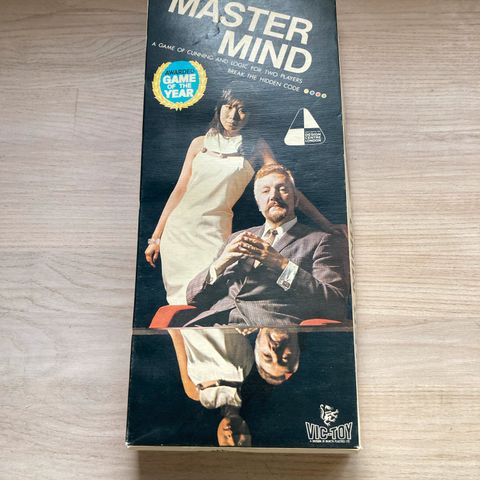 MASTER
MIND
A GAME OF CUNNING AND LOGIC FOR TWO PLAYERS
BREAK THE HIDDEN CODE
AWARDED
GAME
OF THE
YEAR
DESIGN
CENTRE
LONDON
VIC-TOY